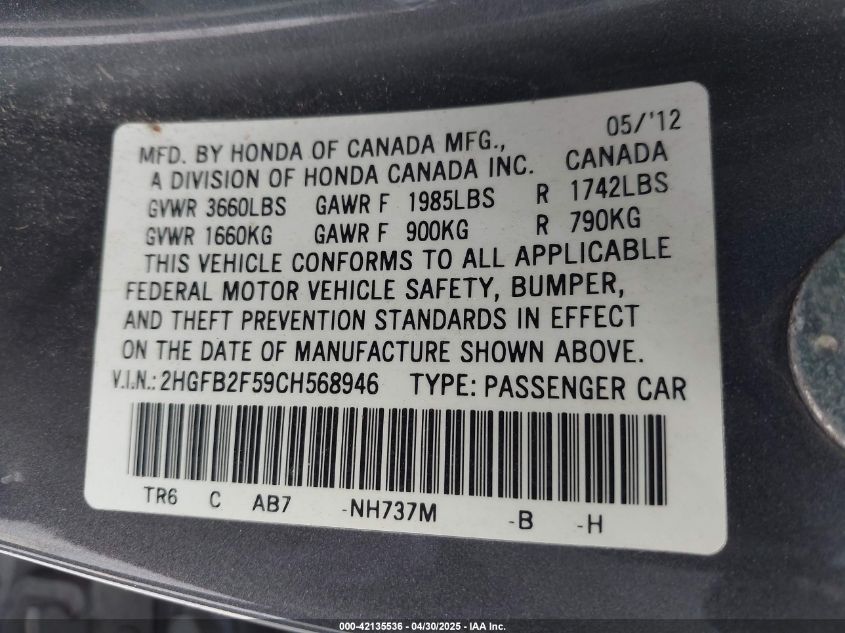 05/'12
MFD. BY HONDA OF CANADA MFG.,
A DIVISION OF HONDA CANADA INC. CANADA
GVWR 3660LBS GAWR F 1985LBS R 1742LBS
GVWR 1660KG GAWR F 900KG R 790KG
THIS VEHICLE CONFORMS TO ALL APPLICABLE
FEDERAL MOTOR VEHICLE SAFETY, BUMPER,
AND THEFT PREVENTION STANDARDS IN EFFECT
ON THE DATE OF MANUFACTURE SHOWN ABOVE.
V.I.N.: 2HGFB2F59CH568946 TYPE: PASSENGER CAR
TR6 C AB7 -NH737M -B -H
000-42135536 - 04/30/2025 - IAA Inc.